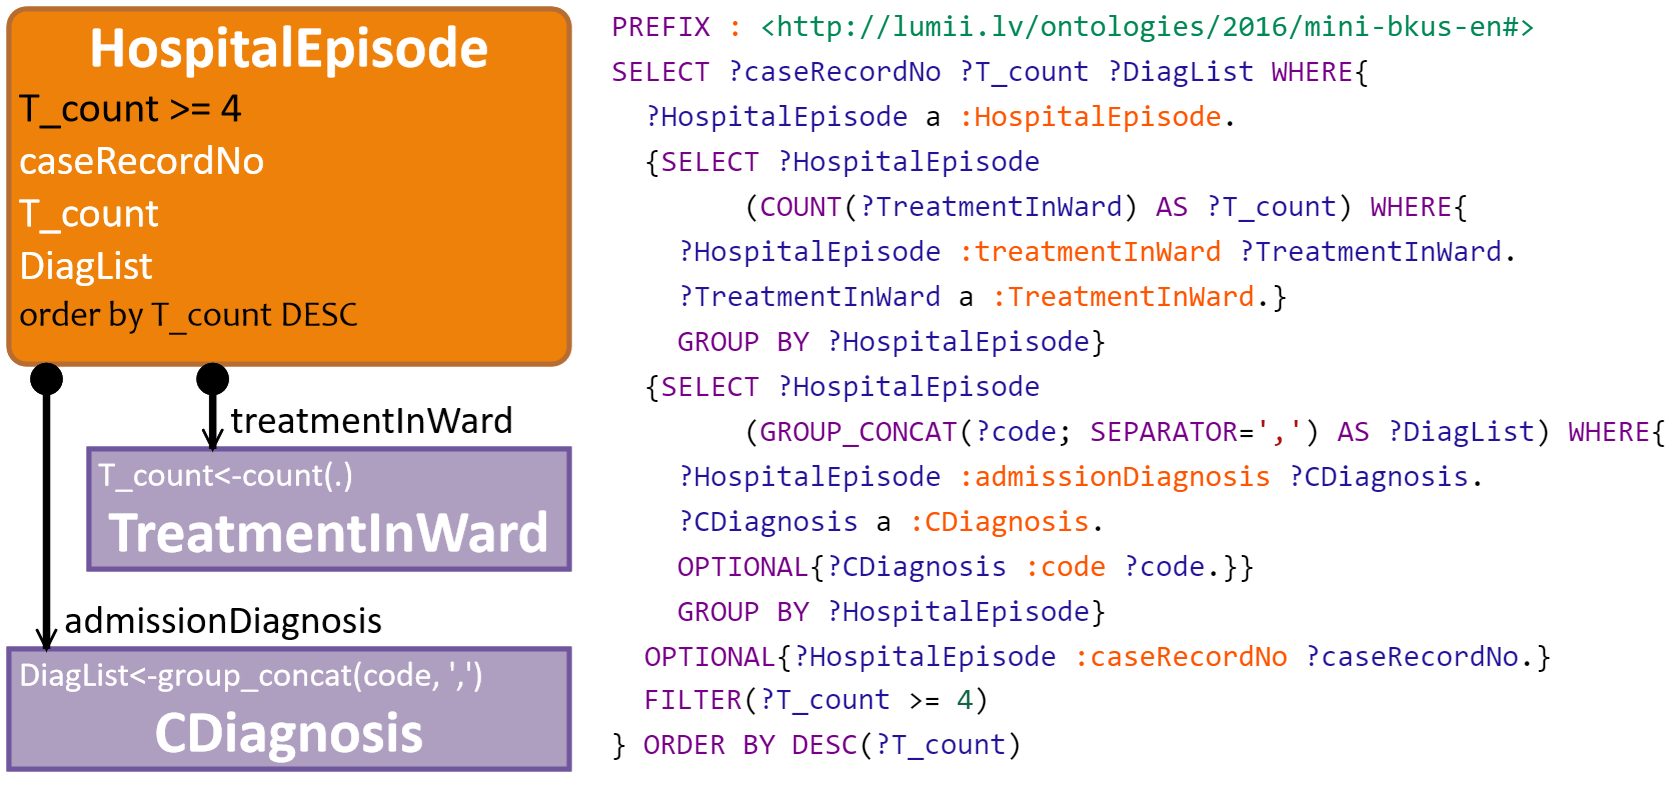 HospitalEpisode
T_count >= 4
caseRecordNo
T_count
DiagList
order by T_count DESC
treatmentInWard
T_count<-count(.)
TreatmentInWard
admissionDiagnosis
DiagList<-group_concat(code, ',')
CDiagnosis
PREFIX : <http://lumii.lv/ontologies/2016/mini-bkus-en#>
SELECT ?caseRecordNo ?T_count ?DiagList WHERE{
?HospitalEpisode a :HospitalEpisode.
{SELECT ?HospitalEpisode
(COUNT(?TreatmentInWard) AS ?T_count) WHERE{
?HospitalEpisode :treatmentInWard ?TreatmentInWard.
?TreatmentInWard a :TreatmentInWard.}
GROUP BY ?HospitalEpisode}
{SELECT ?HospitalEpisode
(GROUP_CONCAT(?code; SEPARATOR=',') AS ?DiagList) WHERE{
?HospitalEpisode :admissionDiagnosis ?CDiagnosis.
?CDiagnosis a :CDiagnosis.
OPTIONAL{?CDiagnosis :code ?code.}}
GROUP BY ?HospitalEpisode}
OPTIONAL{?HospitalEpisode :caseRecordNo ?caseRecordNo.}
FILTER(?T_count >= 4)
} ORDER BY DESC(?T_count)